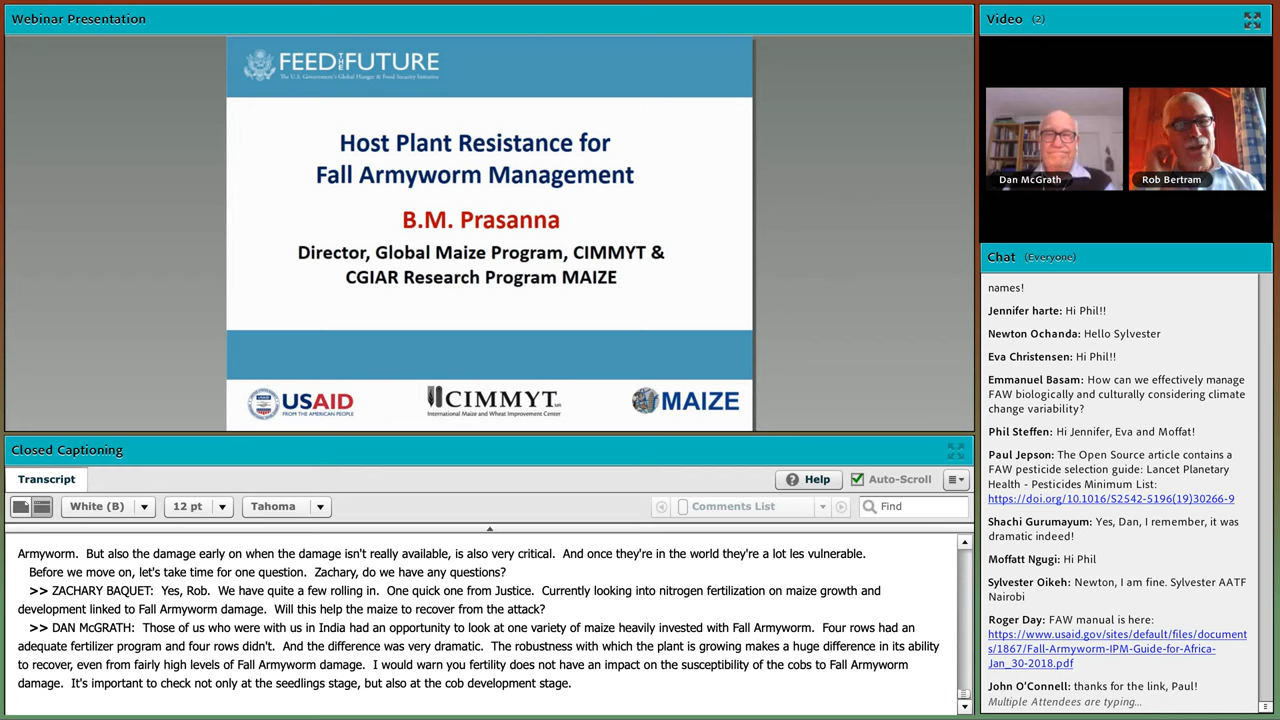 Webinar Presentation
FEED THE FUTURE
The U.S. Government's Global Hunger & Food Security Initiative
Host Plant Resistance for
Fall Armyworm Management
B.M. Prasanna
Director, Global Maize Program, CIMMYT &
CGIAR Research Program MAIZE
USAID
FROM THE AMERICAN PEOPLE
CIMMYT
International Maize and Wheat Improvement Center
MAIZE
Closed Captioning
Transcript
Help
Auto-Scroll
White (B)
12 pt
Tahoma
Comments List
Find
Armyworm. But also the damage early on when the damage isn't really available, is also very critical. And once they're in the world they're a lot les vulnerable.
Before we move on, let's take time for one question. Zachary, do we have any questions?
>> ZACHARY BAQUET: Yes, Rob. We have quite a few rolling in. One quick one from Justice. Currently looking into nitrogen fertilization on maize growth and
development linked to Fall Armyworm damage. Will this help the maize to recover from the attack?
>> DAN McGRATH: Those of us who were with us in India had an opportunity to look at one variety of maize heavily invested with Fall Armyworm. Four rows had an
adequate fertilizer program and four rows didn't. And the difference was very dramatic. The robustness with which the plant is growing makes a huge difference in its ability
to recover, even from fairly high levels of Fall Armyworm damage. I would warn you fertility does not have an impact on the susceptibility of the cobs to Fall Armyworm
damage. It's important to check not only at the seedlings stage, but also at the cob development stage.
Video (2)
Dan McGrath
Rob Bertram
Chat (Everyone)
names!
Jennifer harte: Hi Phil!!
Newton Ochanda: Hello Sylvester
Eva Christensen: Hi Phil!!
Emmanuel Basam: How can we effectively manage
FAW biologically and culturally considering climate
change variability?
Phil Steffen: Hi Jennifer, Eva and Moffat!
Paul Jepson: The Open Source article contains a
FAW pesticide selection guide: Lancet Planetary
Health - Pesticides Minimum List:
https://doi.org/10.1016/S2542-5196(19)30266-9
Shachi Gurumayum: Yes, Dan, I remember, it was
dramatic indeed!
Moffatt Ngugi: Hi Phil
Sylvester Oikeh: Newton, I am fine. Sylvester AATF
Nairobi
Roger Day: FAW manual is here:
https://www.usaid.gov/sites/default/files/document
s/1867/Fall-Armyworm-IPM-Guide-for-Africa-
Jan_30-2018.pdf
John O'Connell: thanks for the link, Paul!
Multiple Attendees are typing...